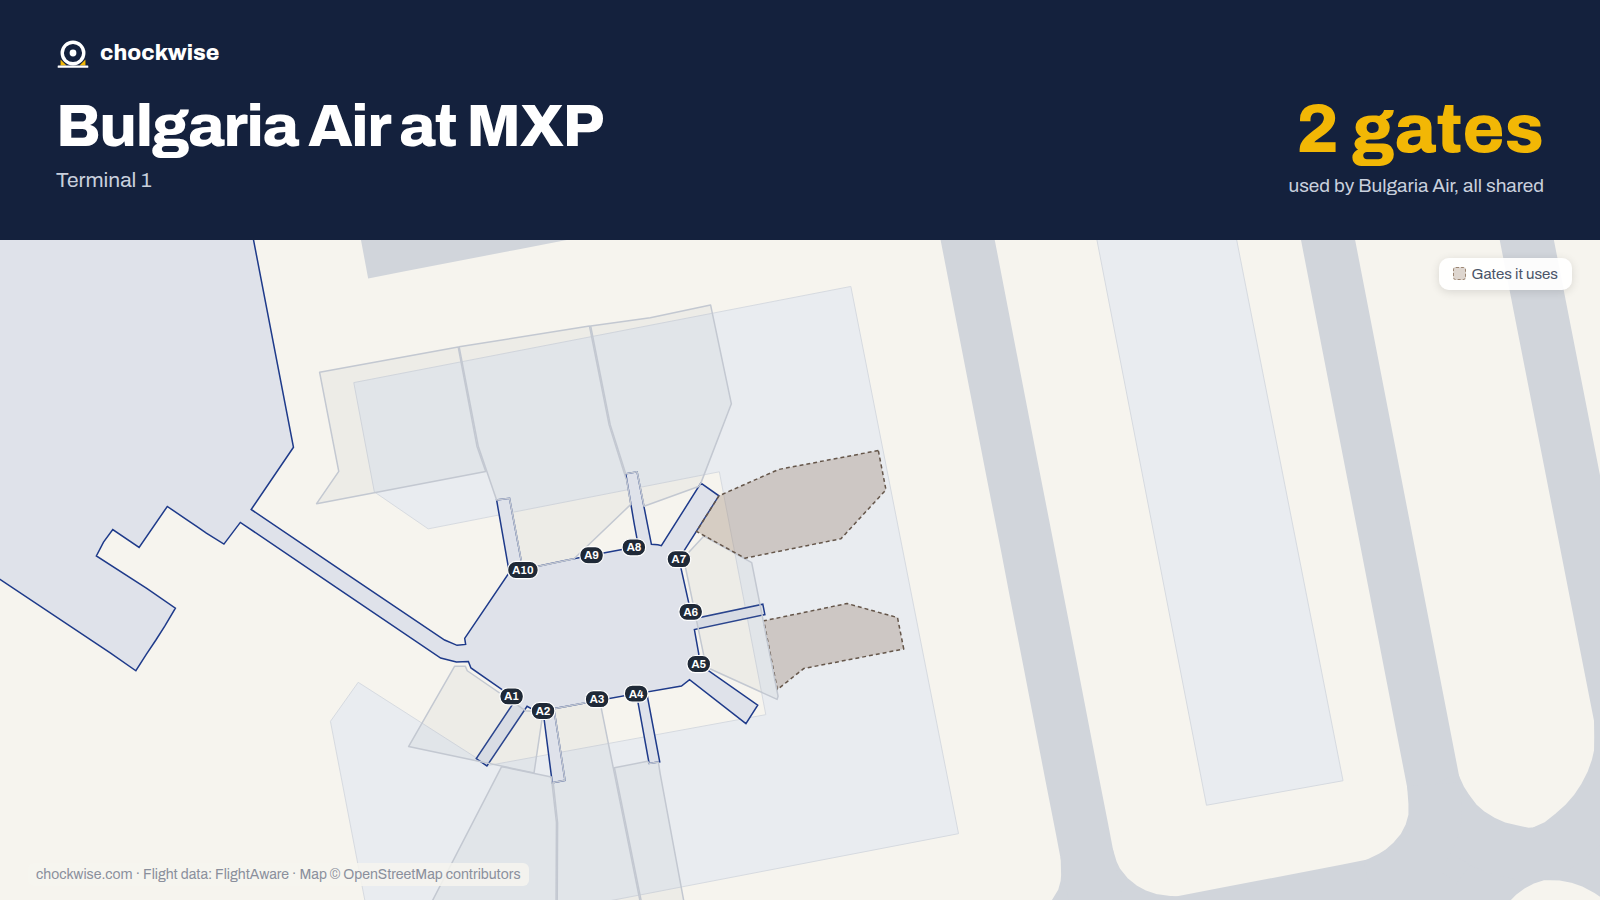 chockwise
Bulgaria Air at MXP
Terminal 1
2 gates
used by Bulgaria Air, all shared
Gates it uses
A8
A9
A7
A10
A6
A5
A4
A1
A3
A2
chockwise.com · Flight data: FlightAware · Map © OpenStreetMap contributors